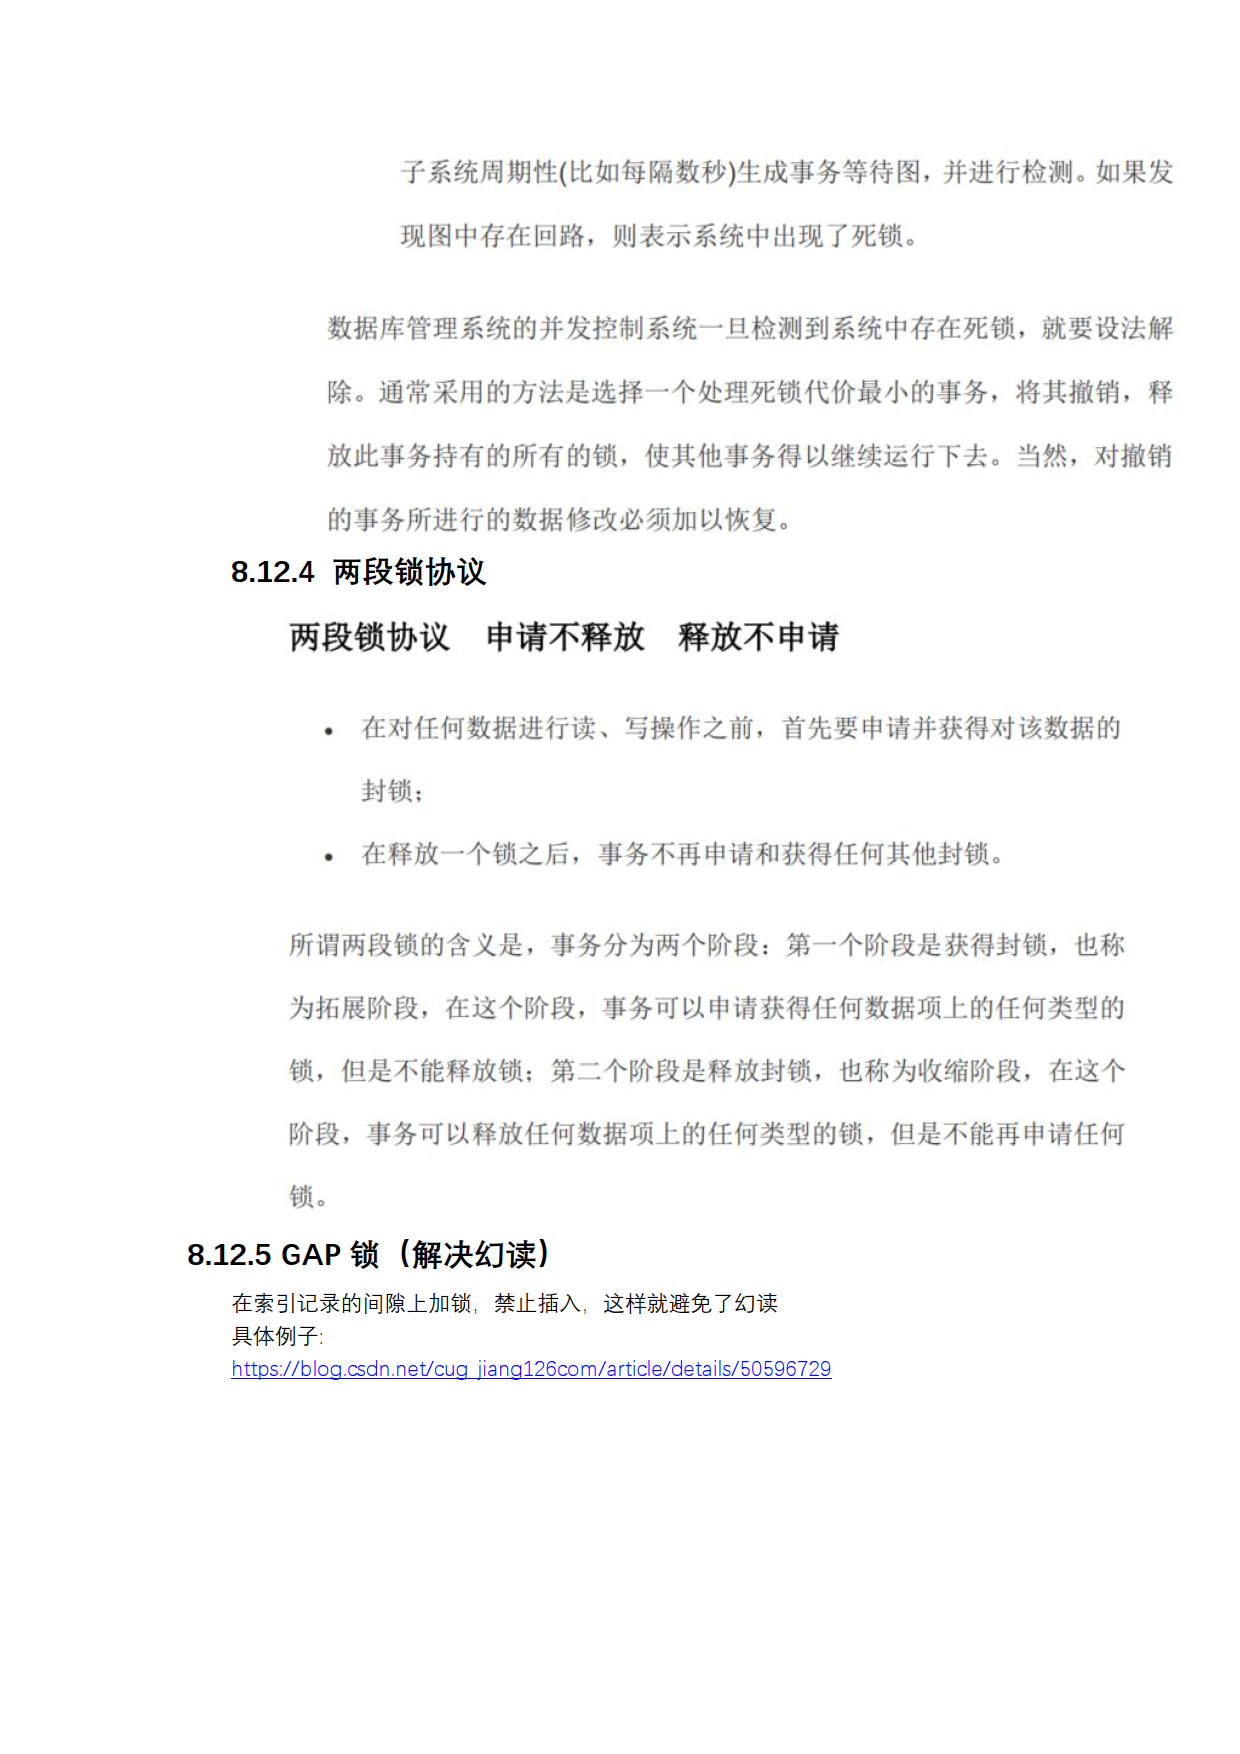 子系统周期性(比如每隔数秒)生成事务等待图，并进行检测。如果发
现图中存在回路，则表示系统中出现了死锁。
数据库管理系统的并发控制系统一旦检测到系统中存在死锁，就要设法解
除。通常采用的方法是选择一个处理死锁代价最小的事务，将其撤销，释
放此事务持有的所有的锁，使其他事务得以继续运行下去。当然，对撤销
的事务所进行的数据修改必须加以恢复。
8.12.4 两段锁协议
两段锁协议 申请不释放 释放不申请
• 在对任何数据进行读、写操作之前，首先要申请并获得对该数据的
封锁；
• 在释放一个锁之后，事务不再申请和获得任何其他封锁。
所谓两段锁的含义是，事务分为两个阶段：第一个阶段是获得封锁，也称
为拓展阶段，在这个阶段，事务可以申请获得任何数据项上的任何类型的
锁，但是不能释放锁；第二个阶段是释放封锁，也称为收缩阶段，在这个
阶段，事务可以释放任何数据项上的任何类型的锁，但是不能再申请任何
锁。
8.12.5 GAP 锁（解决幻读）
在索引记录的间隙上加锁，禁止插入，这样就避免了幻读
具体例子:
https://blog.csdn.net/cug_jiang126com/article/details/50596729